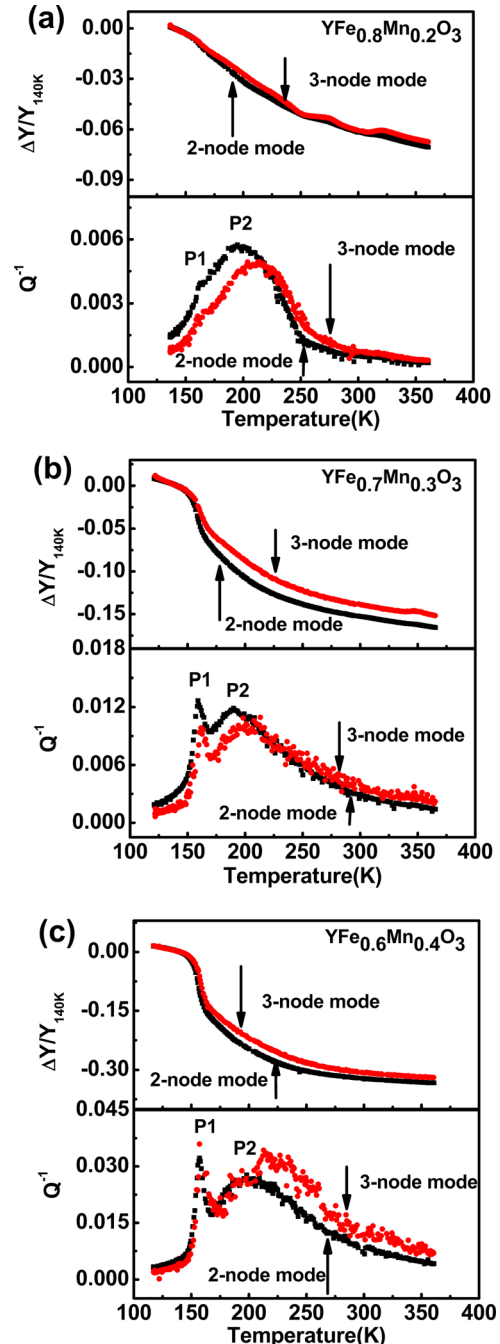 (a)
YFe0.8Mn0.2O3
0.00
-0.03
-0.06
-0.09
ΔY/Y140K
3-node mode
2-node mode
0.006
0.003
0.000
Q-1
P1
P2
3-node mode
2-node mode
100 150 200 250 300 350 400
Temperature(K)
(b)
YFe0.7Mn0.3O3
0.00
-0.05
-0.10
-0.15
ΔY/Y140K
3-node mode
2-node mode
0.018
0.012
0.006
0.000
Q-1
P1
P2
3-node mode
2-node mode
100 150 200 250 300 350 400
Temperature(K)
(c)
YFe0.6Mn0.4O3
0.00
-0.15
-0.30
ΔY/Y140K
3-node mode
2-node mode
0.045
0.030
0.015
0.000
Q-1
P1
P2
3-node mode
2-node mode
100 150 200 250 300 350 400
Temperature(K)